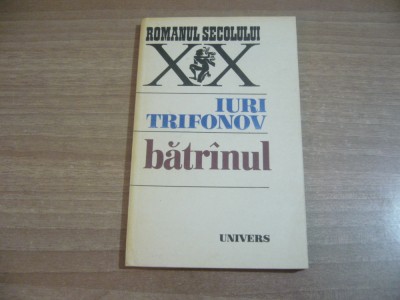 ROMANUL SECOLULUI
XX
IURI
TRIFONOV
bătrînul
UNIVERS